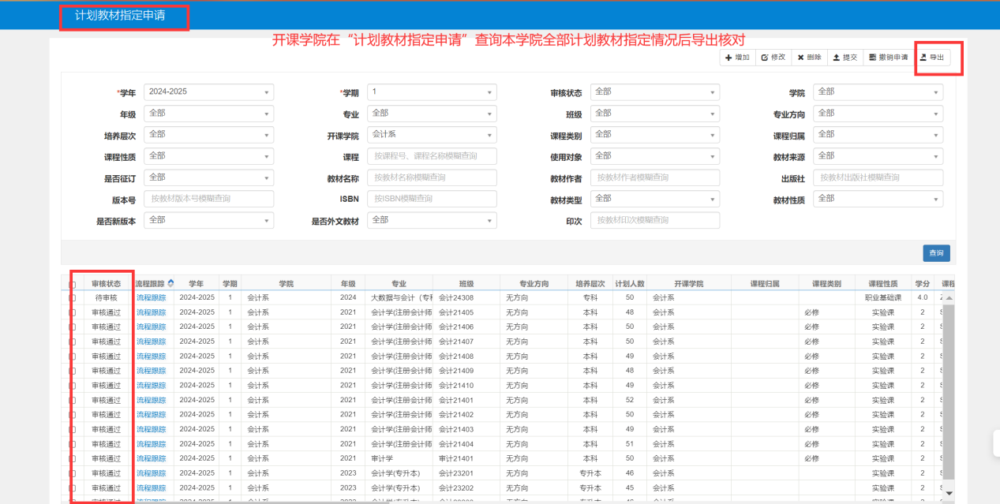 计划教材指定申请
开课学院在“计划教材指定申请”查询本学院全部计划教材指定情况后导出核对
增加 修改 删除 提交 撤销申请 导出
*学年 2024-2025 *学期 1 审核状态 全部 学院 全部
年级 全部 专业 全部 班级 全部 专业方向 全部
培养层次 全部 开课学院 会计系 课程类别 全部 课程归属 全部
课程性质 全部 课程 按课程号、课程名称模糊查询 使用对象 全部 教材来源 全部
是否征订 全部 教材名称 按教材名称模糊查询 教材作者 按教材作者模糊查询 出版社 按教材出版社模糊查询
版本号 按教材版本号模糊查询 ISBN 按ISBN模糊查询 教材类型 全部 教材性质 全部
是否新版本 全部 是否外文教材 全部 印次 按教材印次模糊查询
查询
审核状态 流程跟踪 学年 学期 学院 年级 专业 班级 专业方向 培养层次 计划人数 开课学院 课程归属 课程类别 课程性质 学分 课程
待审核 流程跟踪 2024-2025 1 会计系 2024 大数据与会计（专科 会计24308 无方向 专科 50 会计系 职业基础课 4.0
审核通过 流程跟踪 2024-2025 1 会计系 2021 会计学(注册会计师 会计21405 无方向 本科 48 会计系 必修 实验课 2
审核通过 流程跟踪 2024-2025 1 会计系 2021 会计学(注册会计师 会计21406 无方向 本科 50 会计系 必修 实验课 2
审核通过 流程跟踪 2024-2025 1 会计系 2021 会计学(注册会计师 会计21407 无方向 本科 50 会计系 必修 实验课 2
审核通过 流程跟踪 2024-2025 1 会计系 2021 会计学(注册会计师 会计21408 无方向 本科 49 会计系 必修 实验课 2
审核通过 流程跟踪 2024-2025 1 会计系 2021 会计学(注册会计师 会计21409 无方向 本科 48 会计系 必修 实验课 2
审核通过 流程跟踪 2024-2025 1 会计系 2021 会计学(注册会计师 会计21410 无方向 本科 49 会计系 必修 实验课 2
审核通过 流程跟踪 2024-2025 1 会计系 2021 会计学(注册会计师 会计21401 无方向 本科 52 会计系 必修 实验课 2
审核通过 流程跟踪 2024-2025 1 会计系 2021 会计学(注册会计师 会计21402 无方向 本科 50 会计系 必修 实验课 2
审核通过 流程跟踪 2024-2025 1 会计系 2021 会计学(注册会计师 会计21403 无方向 本科 49 会计系 必修 实验课 2
审核通过 流程跟踪 2024-2025 1 会计系 2021 会计学(注册会计师 会计21404 无方向 本科 51 会计系 必修 实验课 2
审核通过 流程跟踪 2024-2025 1 会计系 2021 审计学 审计21401 无方向 本科 50 会计系 必修 实验课 2
审核通过 流程跟踪 2024-2025 1 会计系 2023 会计学(专升本) 会计23201 无方向 专升本 46 会计系 实验课 2
审核通过 流程跟踪 2024-2025 1 会计系 2023 会计学(专升本) 会计23202 无方向 专升本 45 会计系 实验课 2